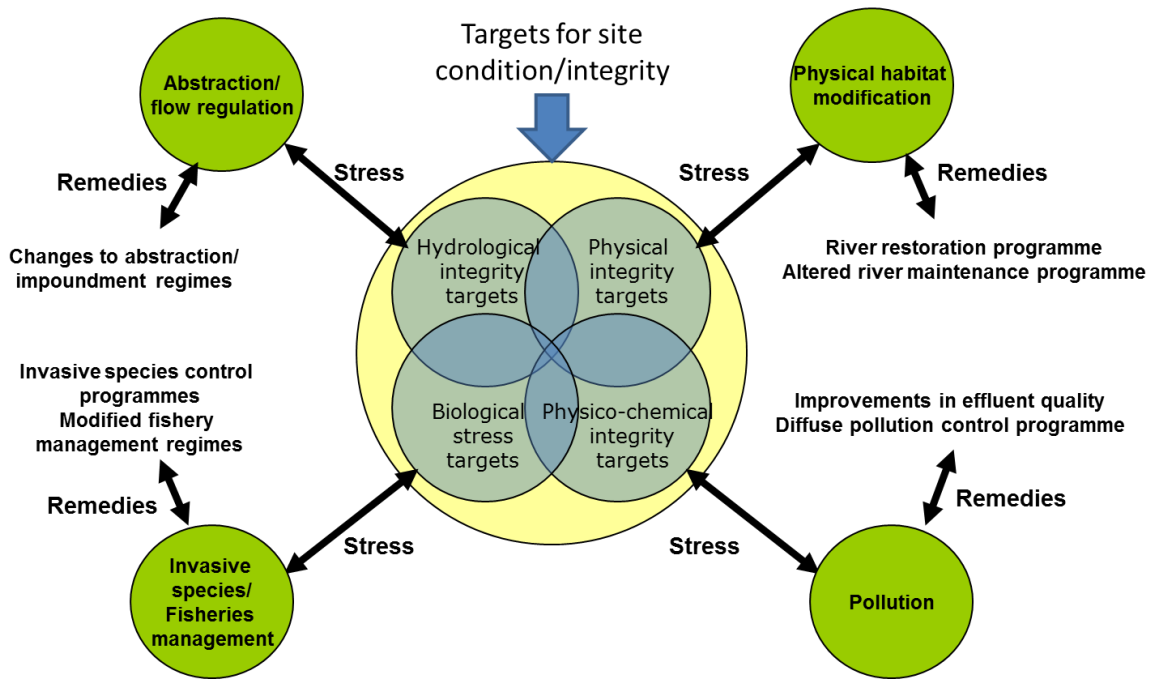 Targets for site
condition/integrity
Abstraction/
flow regulation
Physical habitat
modification
Remedies
Stress
Stress
Remedies
Changes to abstraction/
impoundment regimes
Hydrological
integrity
targets
Physical
integrity
targets
River restoration programme
Altered river maintenance programme
Invasive species control
programmes
Modified fishery
management regimes
Biological
stress
targets
Physico-chemical
integrity
targets
Improvements in effluent quality
Diffuse pollution control programme
Remedies
Stress
Stress
Remedies
Invasive
species/
Fisheries
management
Pollution